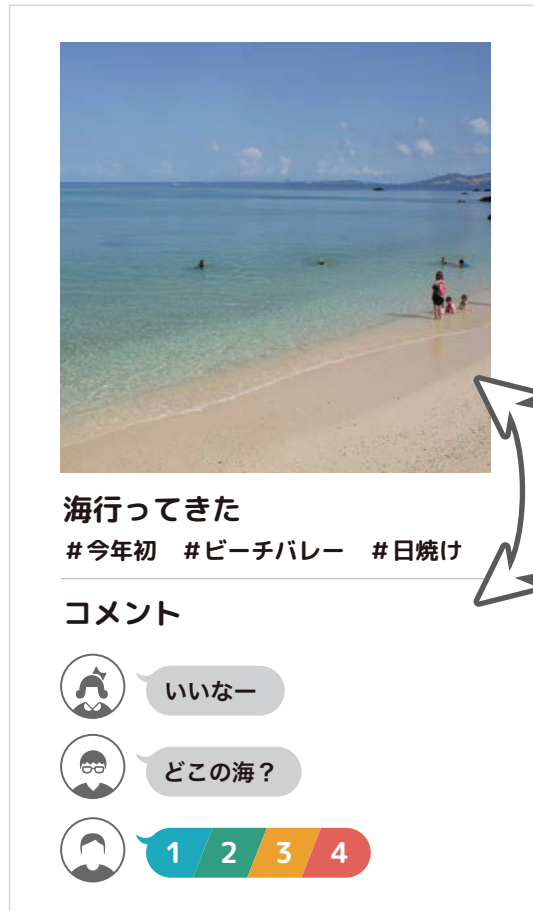 海行ってきた
#今年初 #ビーチバレー #日焼け
コメント
いいなー
どこの海？
1 2 3 4